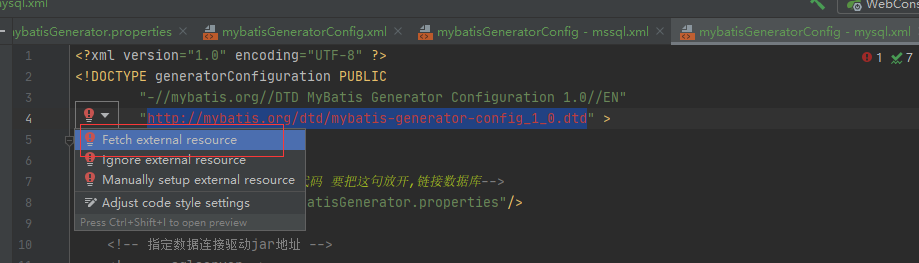 mysql.xml
WebCons
mybatisGenerator.properties
mybatisGeneratorConfig.xml
mybatisGeneratorConfig - mssql.xml
mybatisGeneratorConfig - mysql.xml
1 <?xml version="1.0" encoding="UTF-8" ?>
1 7
2 <!DOCTYPE generatorConfiguration PUBLIC
3 "-//mybatis.org//DTD MyBatis Generator Configuration 1.0//EN"
4 "http://mybatis.org/dtd/mybatis-generator-config_1_0.dtd" >
5 Fetch external resource
6 Ignore external resource
7 Manually setup external resource 代码 要把这句放开,链接数据库-->
8 Adjust code style settings batisGenerator.properties"/>
9 Press Ctrl+Shift+I to open preview
10 <!-- 指定数据连接驱动jar地址 -->